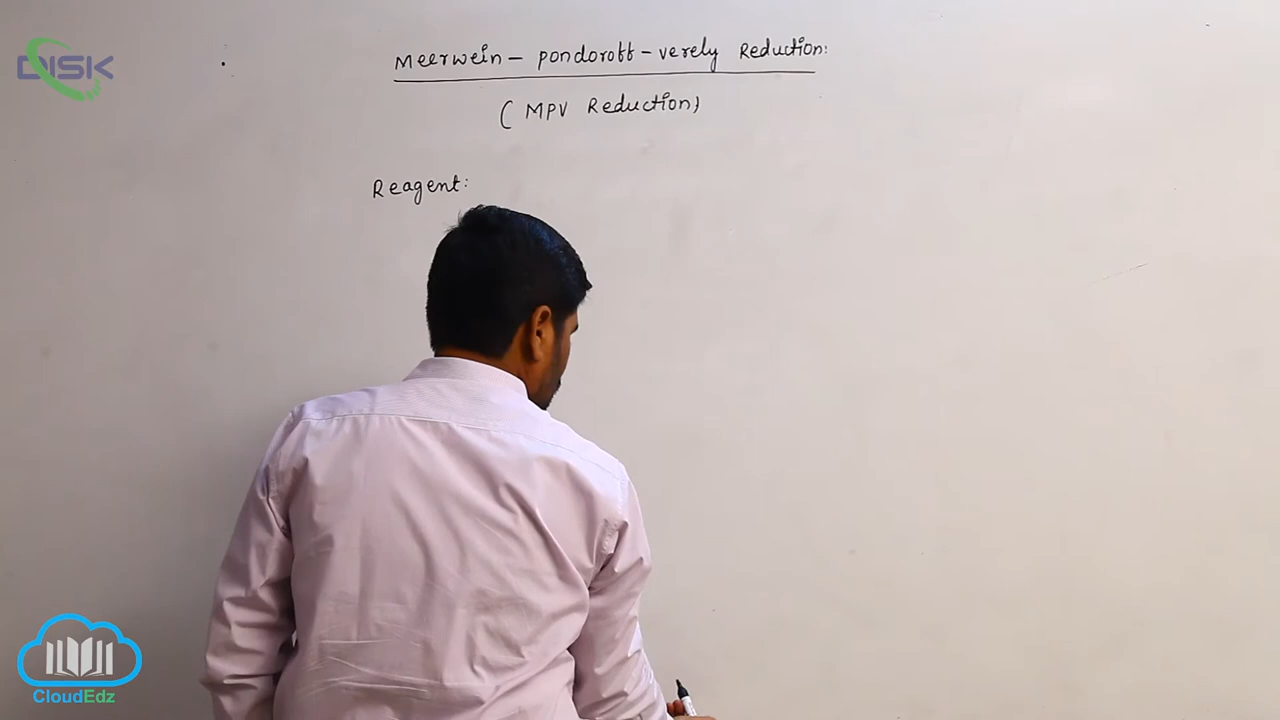 DISK
Meerwein - pondoroff - verely Reduction:
(MPV Reduction)
Reagent:
CloudEdz